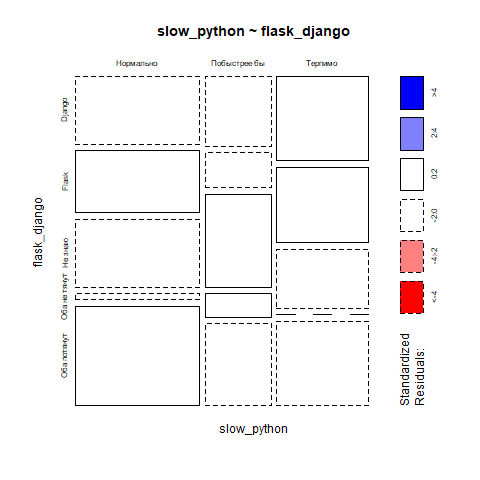 slow_python ~ flask_django
Нормально Побыстрее бы Терпимо
Django
Flask
Не знаю
Оба не тянут
Оба потянут
flask_django
slow_python
>4
2:4
0:2
-2:0
-4:-2
<-4
Standardized
Residuals: